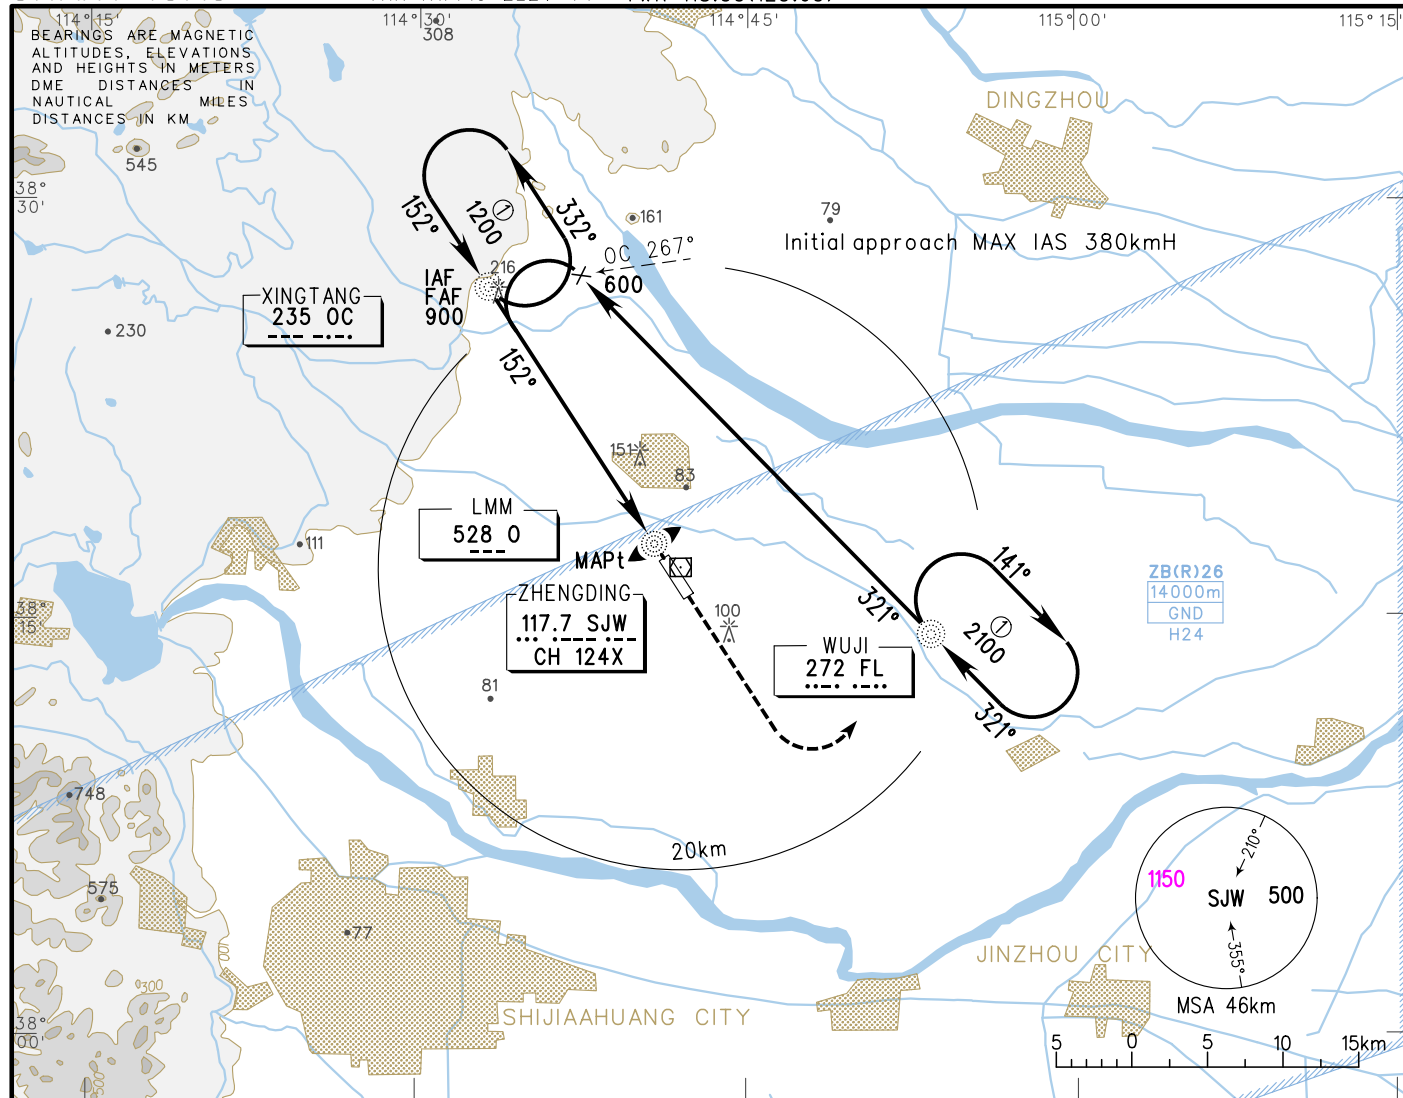 114°15'
114°30'
114°45'
115°00'
115°15'
BEARINGS ARE MAGNETIC
ALTITUDES, ELEVATIONS
AND HEIGHTS IN METERS
DME DISTANCES IN
NAUTICAL MILES
DISTANCES IN KM
308
545
38°
30'
DINGZHOU
161
79
Initial approach MAX IAS 380kmH
152°
1200 ①
332°
OC 267°
600
216
IAF
FAF
900
XINGTANG
235 OC
230
152°
151
83
LMM
528 O
111
MAPt
ZHENGDING
117.7 SJW
CH 124X
100
141°
321°
2100 ①
321°
WUJI
272 FL
ZB(R)26
14000m
GND
H24
38°
15'
81
748
575
77
20km
210°
1150
SJW 500
355°
MSA 46km
JINZHOU CITY
SHIJIAAHUANG CITY
300
500
38°
00'
5 0 5 10 15km